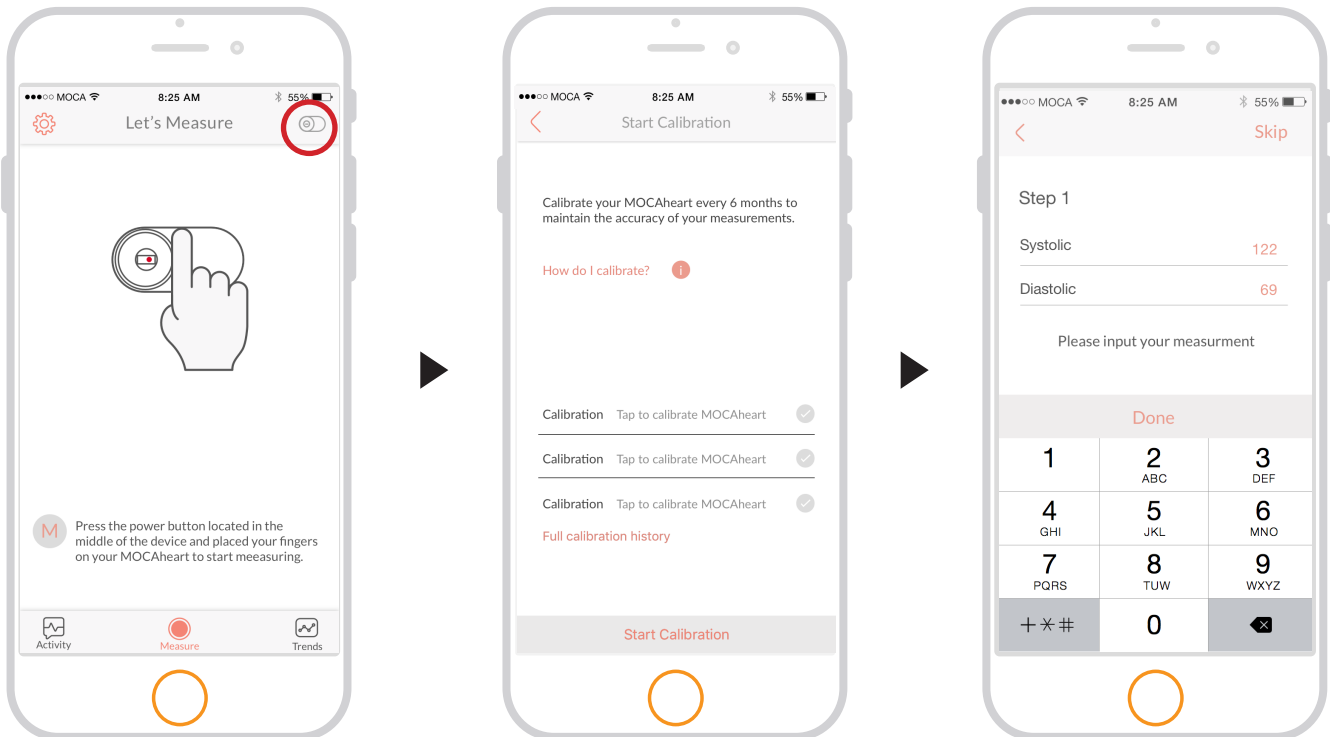 MOCA 8:25 AM 55%
Let's Measure
M
Press the power button located in the
middle of the device and placed your fingers
on your MOCAheart to start meeasuring.
Activity Measure Trends
MOCA 8:25 AM 55%
Start Calibration
Calibrate your MOCAheart every 6 months to
maintain the accuracy of your measurements.
How do I calibrate? i
Calibration Tap to calibrate MOCAheart
Calibration Tap to calibrate MOCAheart
Calibration Tap to calibrate MOCAheart
Full calibration history
Start Calibration
MOCA 8:25 AM 55%
Skip
Step 1
Systolic 122
Diastolic 69
Please input your measurment
Done
1 2 3
ABC DEF
4 5 6
GHI JKL MNO
7 8 9
PQRS TUW WXYZ
+*# 0